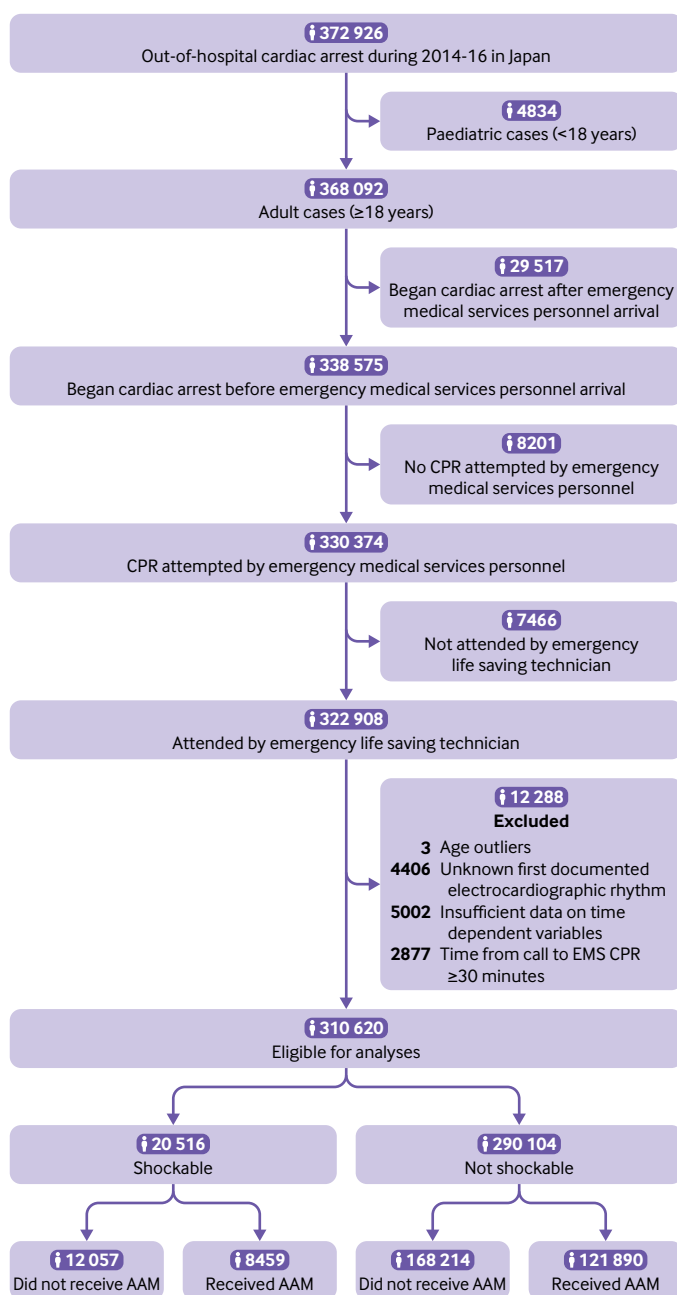 372 926
Out-of-hospital cardiac arrest during 2014-16 in Japan
4834
Paediatric cases (<18 years)
368 092
Adult cases (≥18 years)
29 517
Began cardiac arrest after emergency
medical services personnel arrival
338 575
Began cardiac arrest before emergency medical services personnel arrival
8201
No CPR attempted by emergency
medical services personnel
330 374
CPR attempted by emergency medical services personnel
7466
Not attended by emergency
life saving technician
322 908
Attended by emergency life saving technician
12 288
Excluded
3 Age outliers
4406 Unknown first documented
electrocardiographic rhythm
5002 Insufficient data on time
dependent variables
2877 Time from call to EMS CPR
≥30 minutes
310 620
Eligible for analyses
20 516
Shockable
290 104
Not shockable
12 057
Did not receive AAM
8459
Received AAM
168 214
Did not receive AAM
121 890
Received AAM